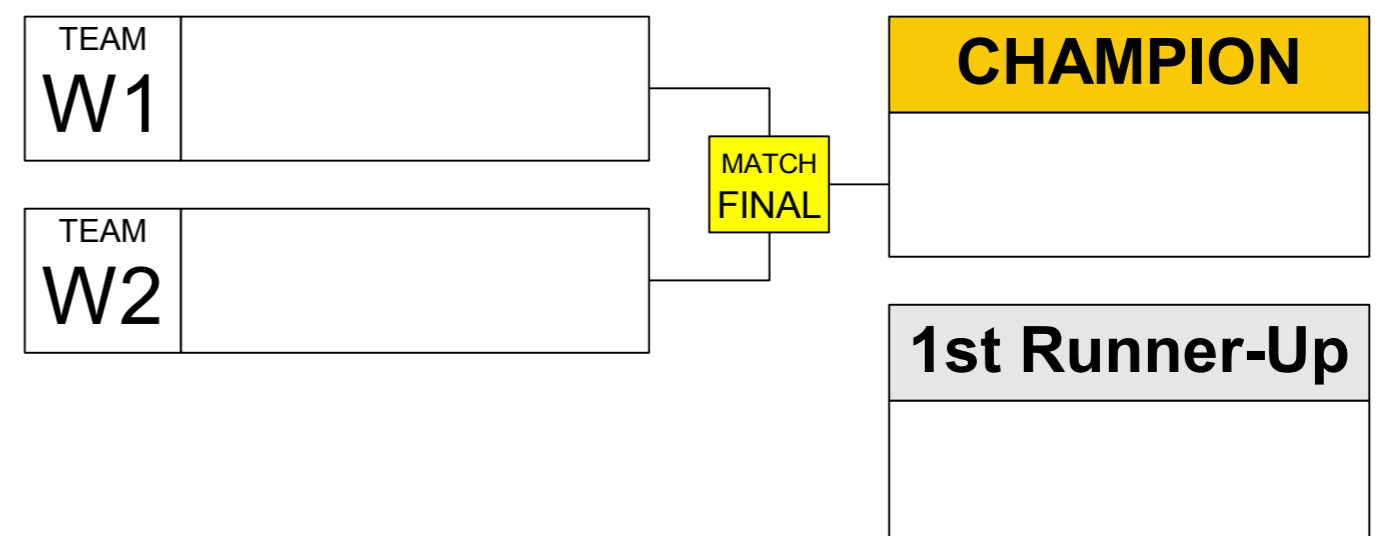 TEAM
W1
TEAM
W2
MATCH
FINAL
CHAMPION
1st Runner-Up